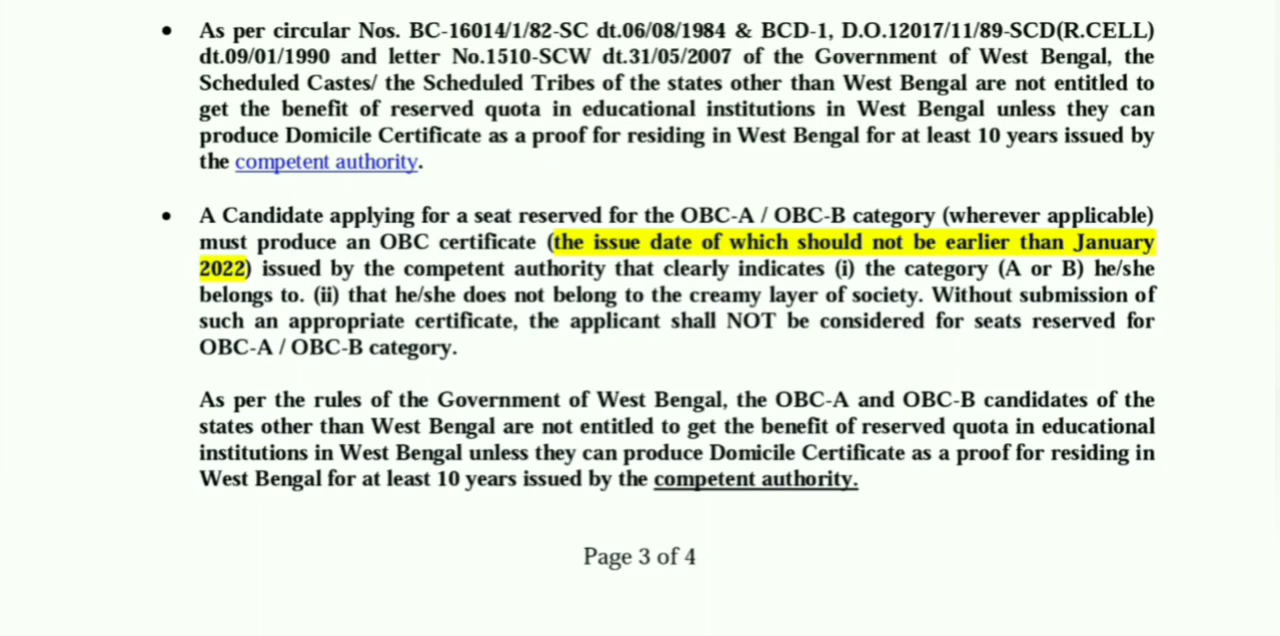 • As per circular Nos. BC-16014/1/82-SC dt.06/08/1984 & BCD-1, D.O.12017/11/89-SCD(R.CELL)
dt.09/01/1990 and letter No.1510-SCW dt.31/05/2007 of the Government of West Bengal, the
Scheduled Castes/ the Scheduled Tribes of the states other than West Bengal are not entitled to
get the benefit of reserved quota in educational institutions in West Bengal unless they can
produce Domicile Certificate as a proof for residing in West Bengal for at least 10 years issued by
the competent authority.
• A Candidate applying for a seat reserved for the OBC-A / OBC-B category (wherever applicable)
must produce an OBC certificate (the issue date of which should not be earlier than January
2022) issued by the competent authority that clearly indicates (i) the category (A or B) he/she
belongs to. (ii) that he/she does not belong to the creamy layer of society. Without submission of
such an appropriate certificate, the applicant shall NOT be considered for seats reserved for
OBC-A / OBC-B category.
As per the rules of the Government of West Bengal, the OBC-A and OBC-B candidates of the
states other than West Bengal are not entitled to get the benefit of reserved quota in educational
institutions in West Bengal unless they can produce Domicile Certificate as a proof for residing in
West Bengal for at least 10 years issued by the competent authority.
Page 3 of 4